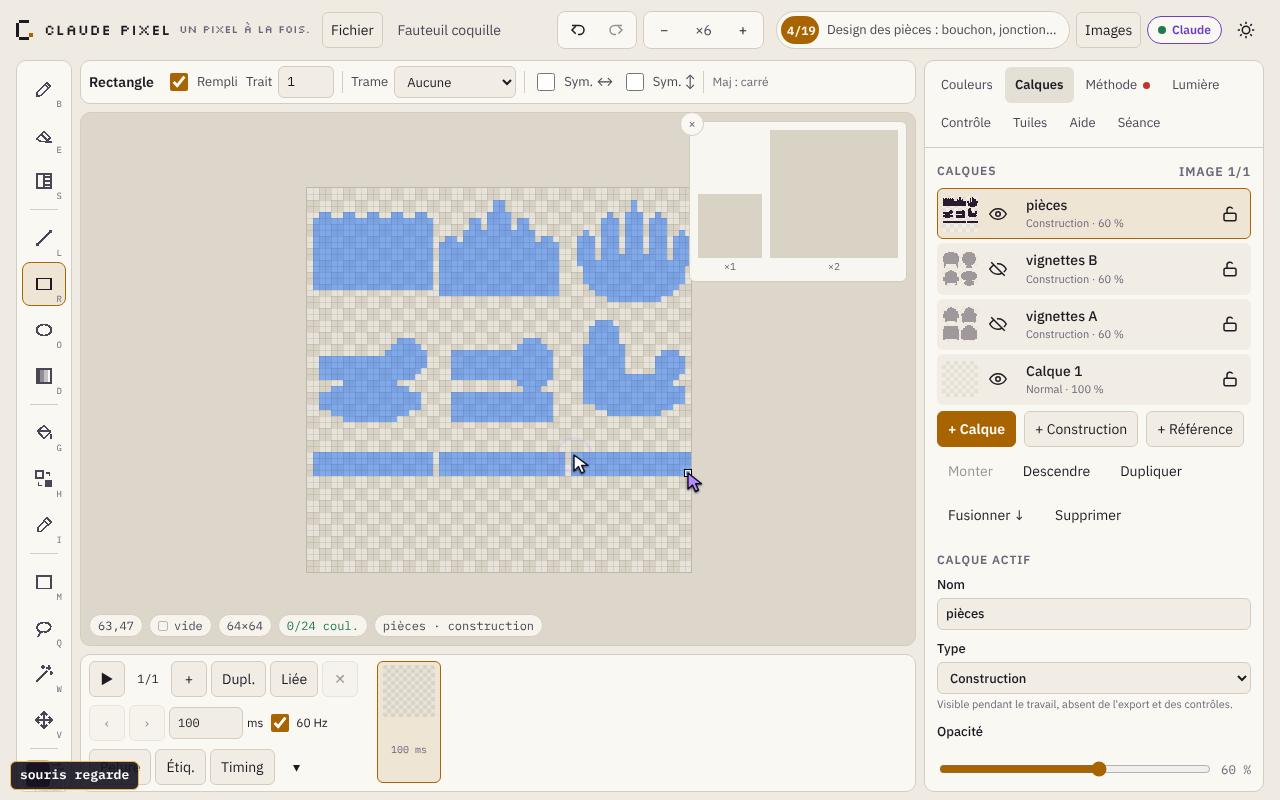 CLAUDE PIXEL UN PIXEL À LA FOIS. Fichier Fauteuil coquille − ×6 + 4/19 Design des pièces : bouchon, jonction… Images Claude
Rectangle Rempli Trait 1 Trame Aucune Sym. ↔ Sym. ↕ Maj : carré
B
E
S
L
R
O
D
G
H
I
M
Q
W
V
×
×1 ×2
63,47 vide 64×64 0/24 coul. pièces · construction
1/1 + Dupl. Liée ×
‹ › 100 ms 60 Hz
Étiq. Timing ▼
100 ms
souris regarde
Couleurs Calques Méthode Lumière
Contrôle Tuiles Aide Séance
CALQUES IMAGE 1/1
pièces
Construction · 60 %
vignettes B
Construction · 60 %
vignettes A
Construction · 60 %
Calque 1
Normal · 100 %
+ Calque + Construction + Référence
Monter Descendre Dupliquer
Fusionner ↓ Supprimer
CALQUE ACTIF
Nom
pièces
Type
Construction
Visible pendant le travail, absent de l'export et des contrôles.
Opacité
60 %